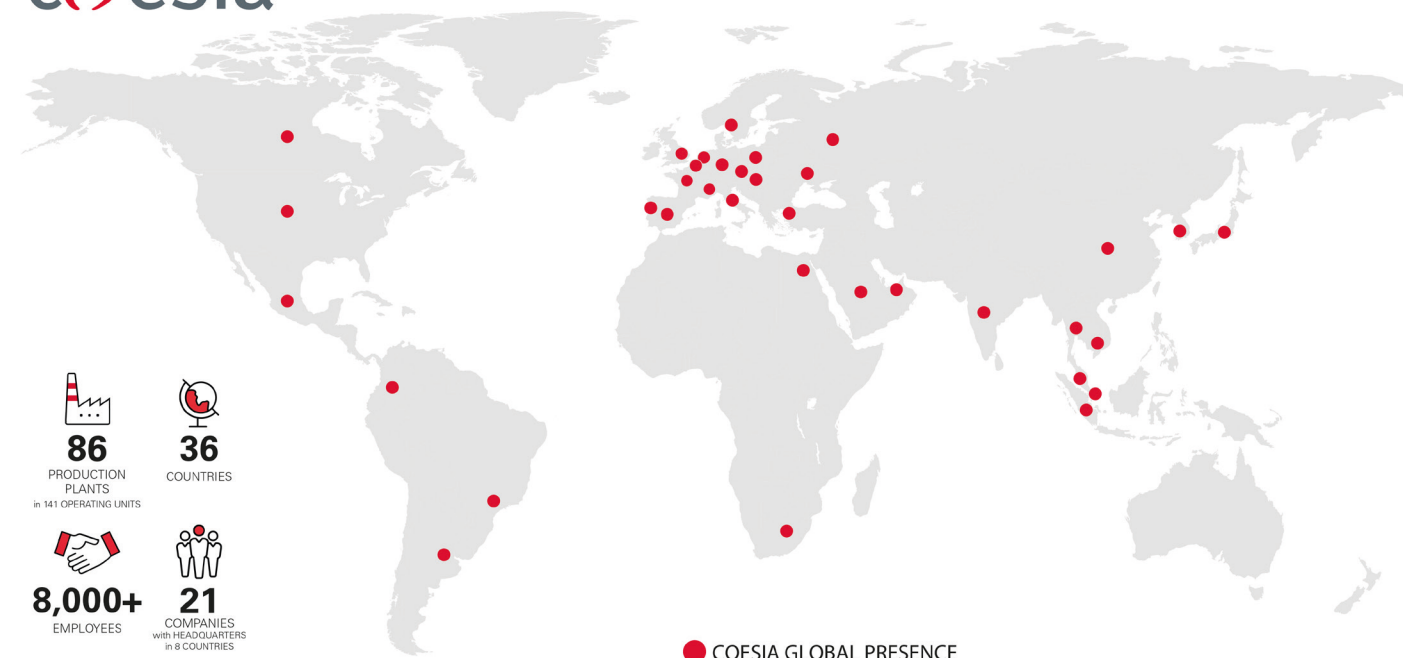 coesia
86
PRODUCTION
PLANTS
in 141 OPERATING UNITS
36
COUNTRIES
8,000+
EMPLOYEES
21
COMPANIES
with HEADQUARTERS
in 8 COUNTRIES
COESIA GLOBAL PRESENCE